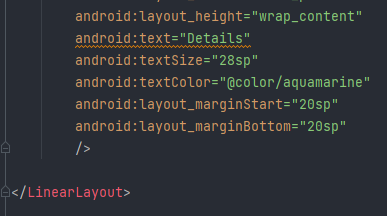 android:layout_height="wrap_content"
android:text="Details"
android:textSize="28sp"
android:textColor="@color/aquamarine"
android:layout_marginStart="20sp"
android:layout_marginBottom="20sp"
/>
</LinearLayout>